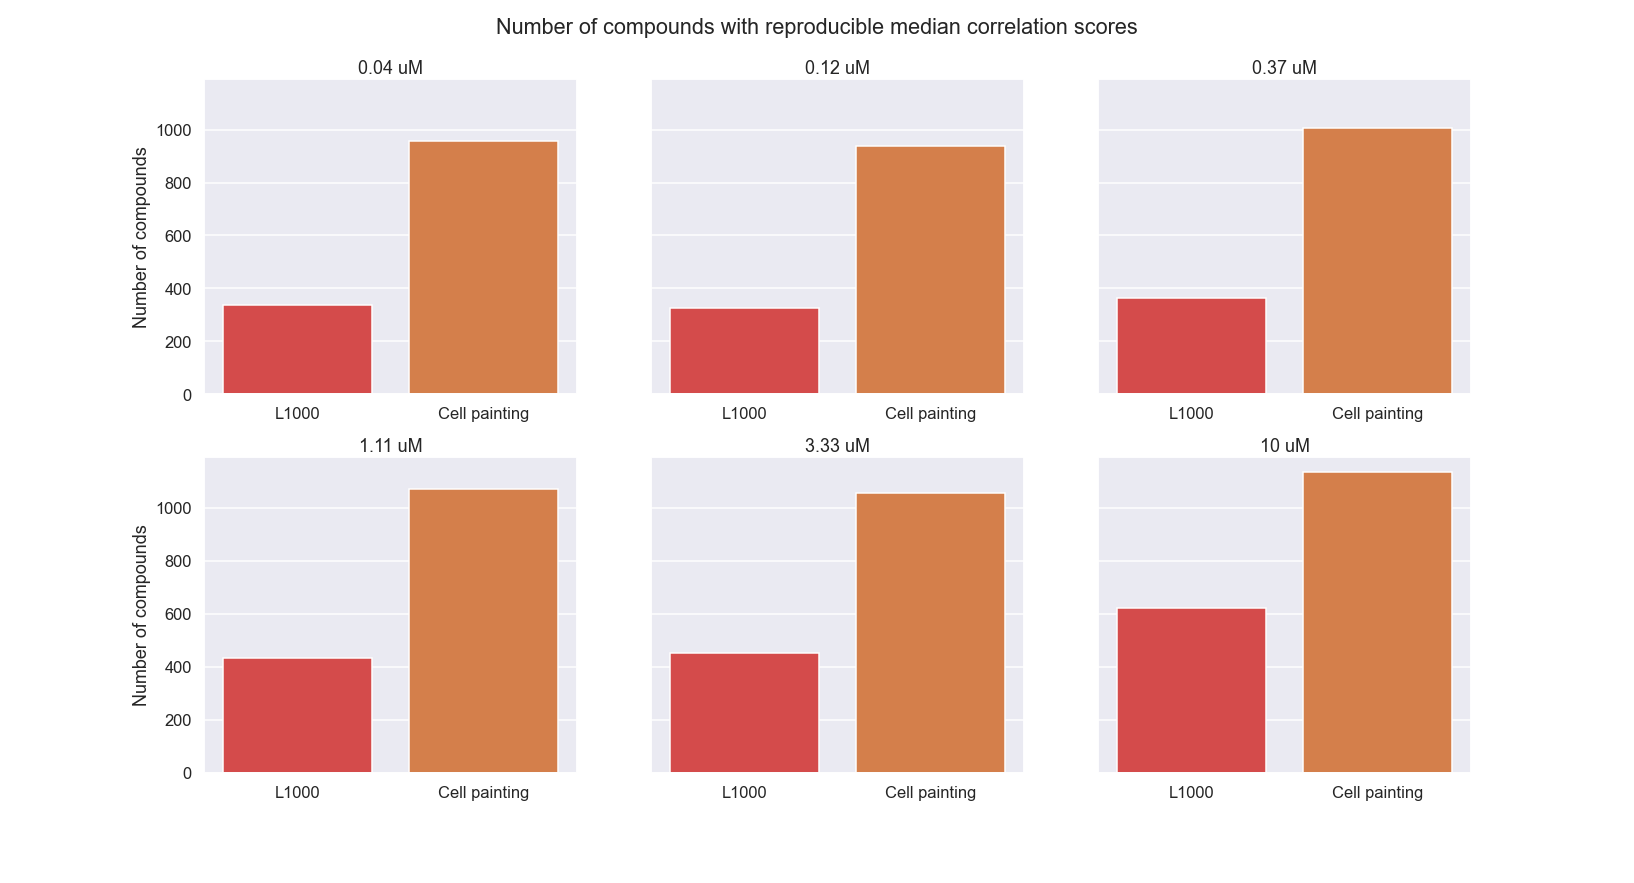 Number of compounds with reproducible median correlation scores
0.04 uM
0.12 uM
0.37 uM
Number of compounds
1000
800
600
400
200
0
L1000
Cell painting
L1000
Cell painting
L1000
Cell painting
1.11 uM
3.33 uM
10 uM
Number of compounds
1000
800
600
400
200
0
L1000
Cell painting
L1000
Cell painting
L1000
Cell painting